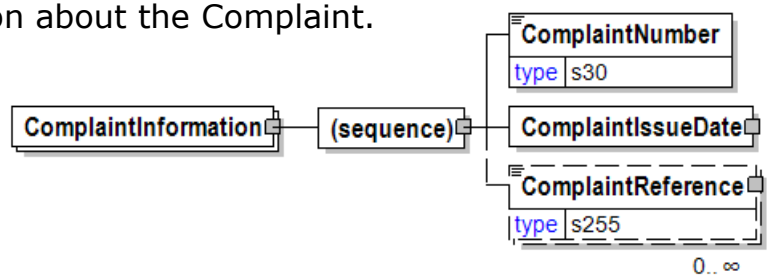 on about the Complaint.
ComplaintNumber
type s30
ComplaintInformation
(sequence)
ComplaintIssueDate
ComplaintReference
type s255
0.. ∞